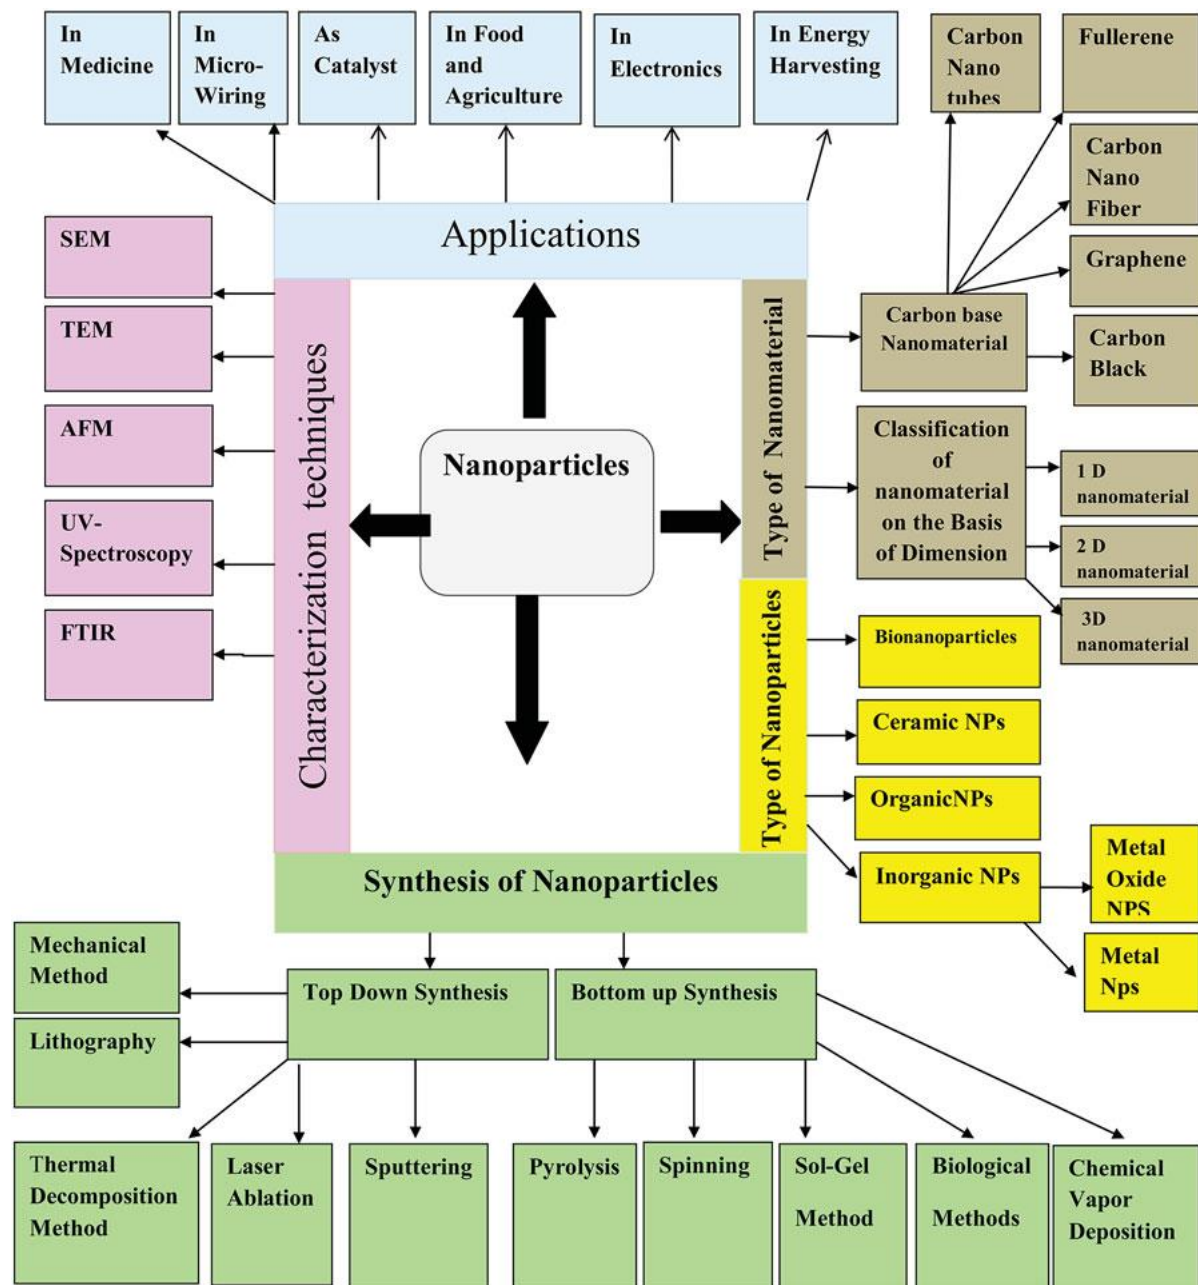 In
Medicine
In
Micro-
Wiring
As
Catalyst
In Food
and
Agriculture
In
Electronics
In Energy
Harvesting
Carbon
Nano
tubes
Fullerene
Carbon
Nano
Fiber
Graphene
Carbon
Black
Carbon base
Nanomaterial
Applications
SEM
TEM
AFM
UV-
Spectroscopy
FTIR
Characterization techniques
Nanoparticles
Type of Nanomaterial
Classification
of
nanomaterial
on the Basis
of Dimension
1 D
nanomaterial
2 D
nanomaterial
3D
nanomaterial
Type of Nanoparticles
Bionanoparticles
Ceramic NPs
OrganicNPs
Inorganic NPs
Metal
Oxide
NPS
Metal
Nps
Synthesis of Nanoparticles
Top Down Synthesis
Bottom up Synthesis
Mechanical
Method
Lithography
Thermal
Decomposition
Method
Laser
Ablation
Sputtering
Pyrolysis
Spinning
Sol-Gel
Method
Biological
Methods
Chemical
Vapor
Deposition